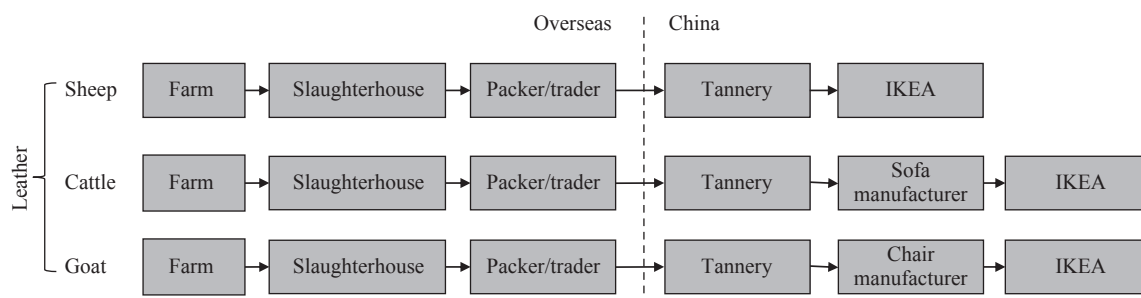 Overseas China
Sheep Farm Slaughterhouse Packer/trader Tannery IKEA
Leather
Cattle Farm Slaughterhouse Packer/trader Tannery Sofa
manufacturer IKEA
Goat Farm Slaughterhouse Packer/trader Tannery Chair
manufacturer IKEA